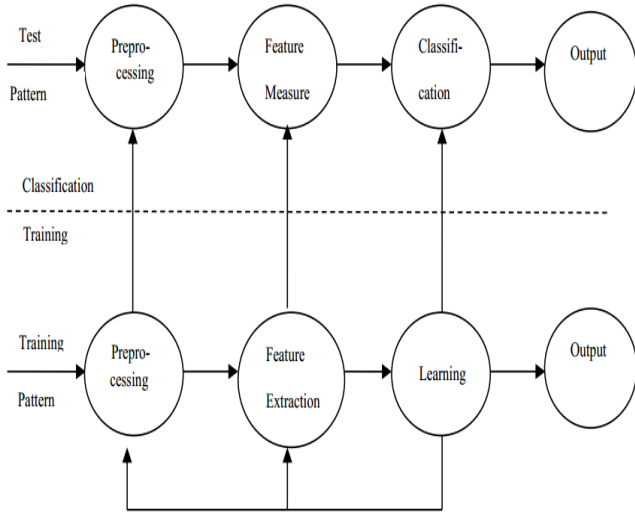 Test
Pattern
Prepro-
cessing
Feature
Measure
Classifi-
cation
Output
Classification
Training
Training
Pattern
Prepro-
cessing
Feature
Extraction
Learning
Output